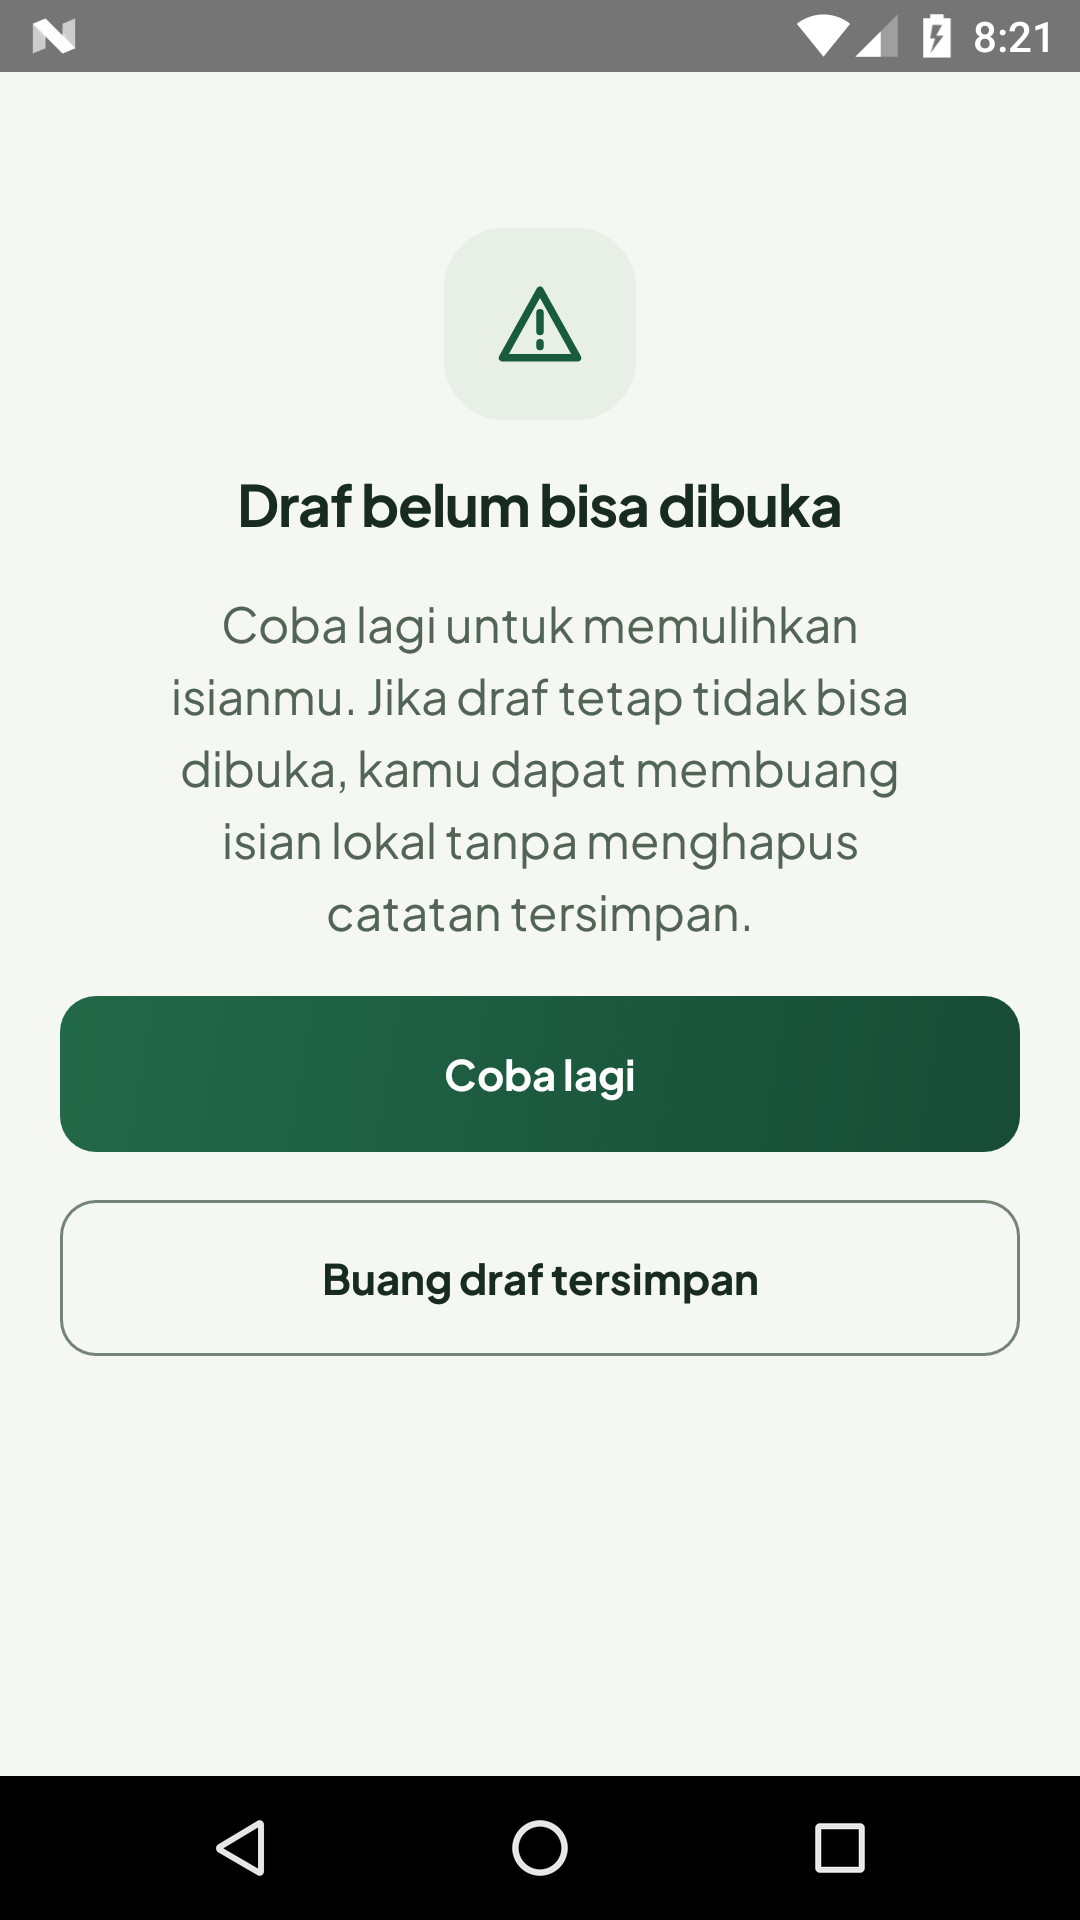 8:21
Draf belum bisa dibuka
Coba lagi untuk memulihkan
isianmu. Jika draf tetap tidak bisa
dibuka, kamu dapat membuang
isian lokal tanpa menghapus
catatan tersimpan.
Coba lagi
Buang draf tersimpan